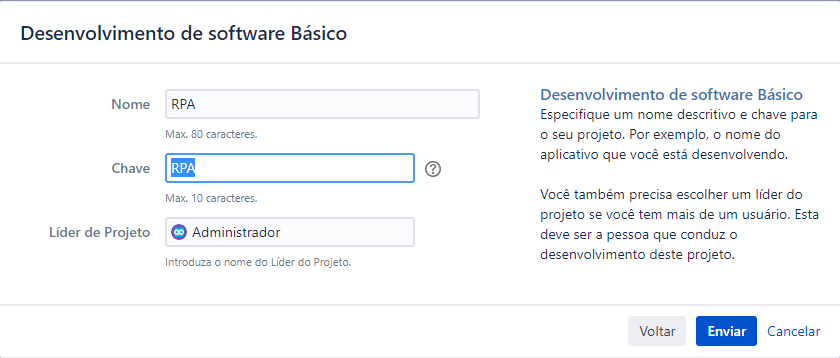 Desenvolvimento de software Básico
Nome
RPA
Max. 80 caracteres.
Chave
RPA
Max. 10 caracteres.
Líder de Projeto
Administrador
Introduza o nome do Líder do Projeto.
Desenvolvimento de software Básico
Especifique um nome descritivo e chave para
o seu projeto. Por exemplo, o nome do
aplicativo que você está desenvolvendo.
Você também precisa escolher um líder do
projeto se você tem mais de um usuário. Esta
deve ser a pessoa que conduz o
desenvolvimento deste projeto.
Voltar
Enviar
Cancelar